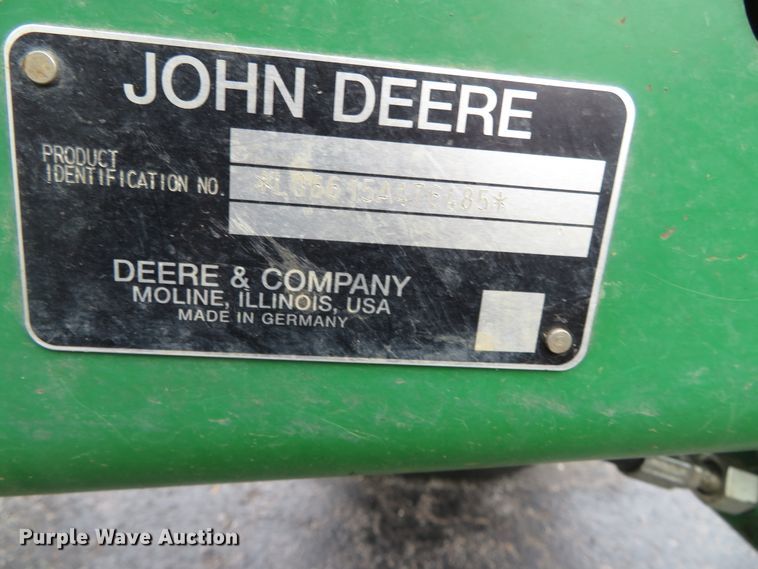 JOHN DEERE
PRODUCT
IDENTIFICATION NO.
DEERE & COMPANY
MOLINE, ILLINOIS, USA
MADE IN GERMANY
Purple Wave Auction